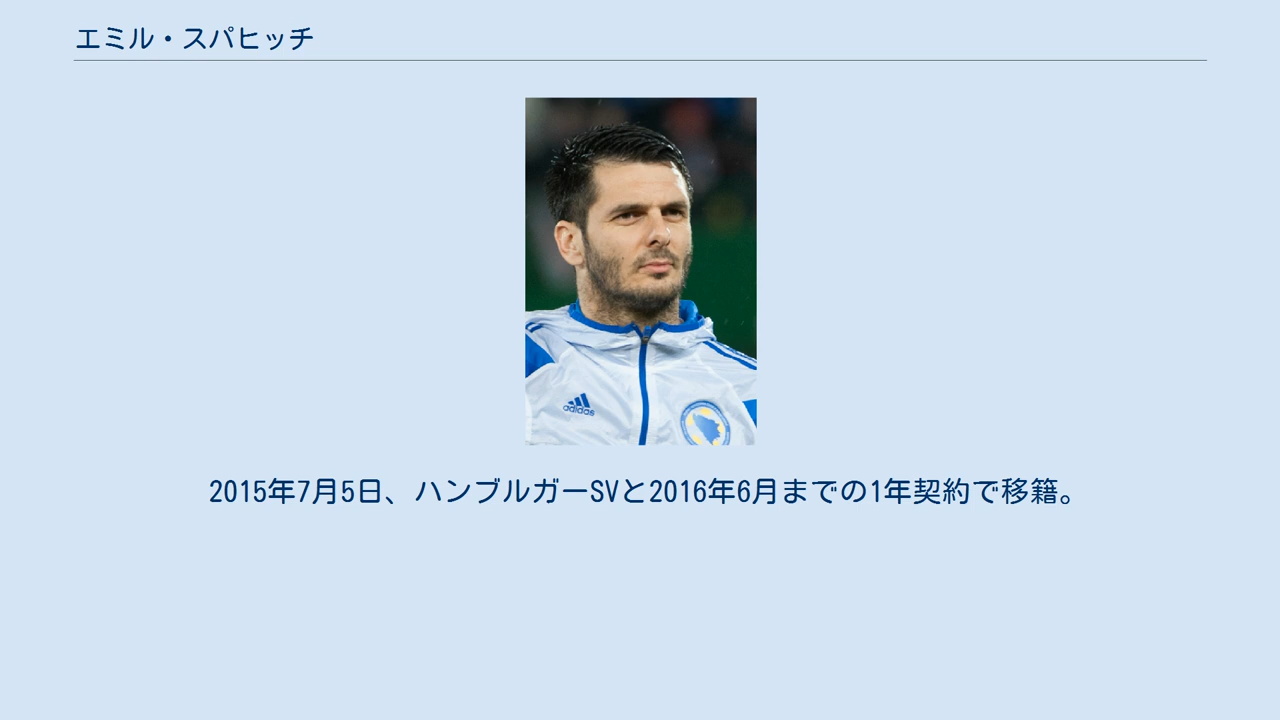 エミル・スパヒッチ
adidas
2015年7月5日、ハンブルガーSVと2016年6月までの1年契約で移籍。